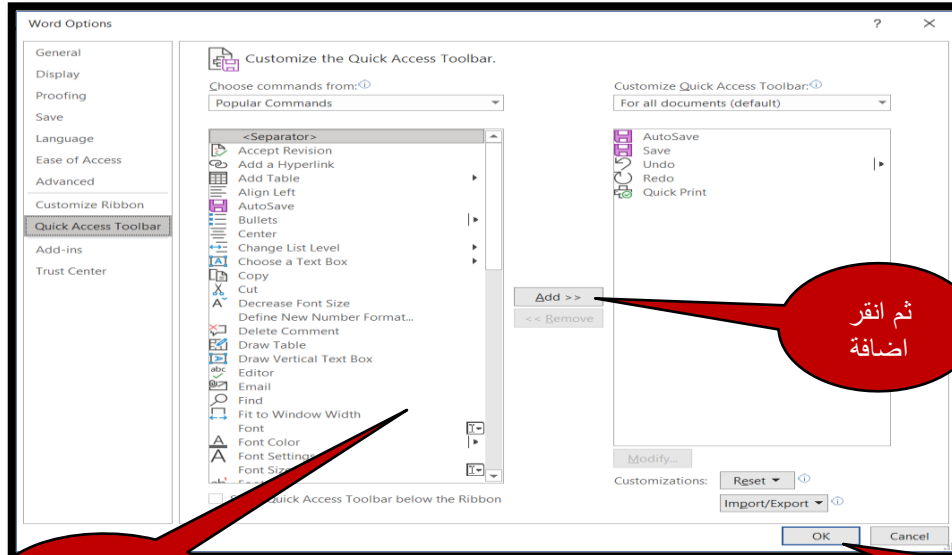 Word Options
?
General
Display
Proofing
Save
Language
Ease of Access
Advanced
Customize Ribbon
Quick Access Toolbar
Add-ins
Trust Center
Customize the Quick Access Toolbar.
Choose commands from:
Popular Commands
<Separator>
Accept Revision
Add a Hyperlink
Add Table
Align Left
AutoSave
Bullets
Center
Change List Level
Choose a Text Box
Copy
Cut
Decrease Font Size
Define New Number Format...
Delete Comment
Draw Table
Draw Vertical Text Box
Editor
Email
Find
Fit to Window Width
Font
Font Color
Font Settings
Font Size
Quick Access Toolbar below the Ribbon
Add >>
<< Remove
Customize Quick Access Toolbar:
For all documents (default)
AutoSave
Save
Undo
Redo
Quick Print
ثم انقر
اضافة
Modify...
Customizations:
Reset
Import/Export
OK
Cancel